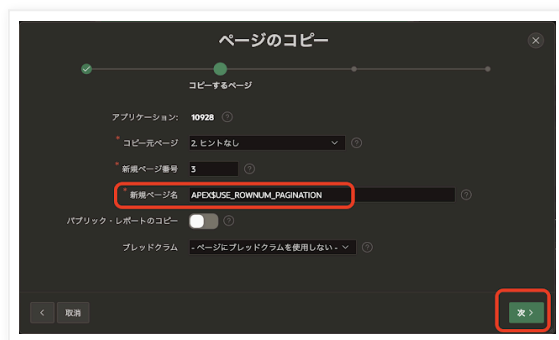 ページのコピー
コピーするページ
アプリケーション: 10928
* コピー元ページ 2. ヒントなし
* 新規ページ番号 3
* 新規ページ名 APEX$USE_ROWNUM_PAGINATION
パブリック・レポートのコピー
ブレッドクラム - ページにブレッドクラムを使用しない -
取消
次